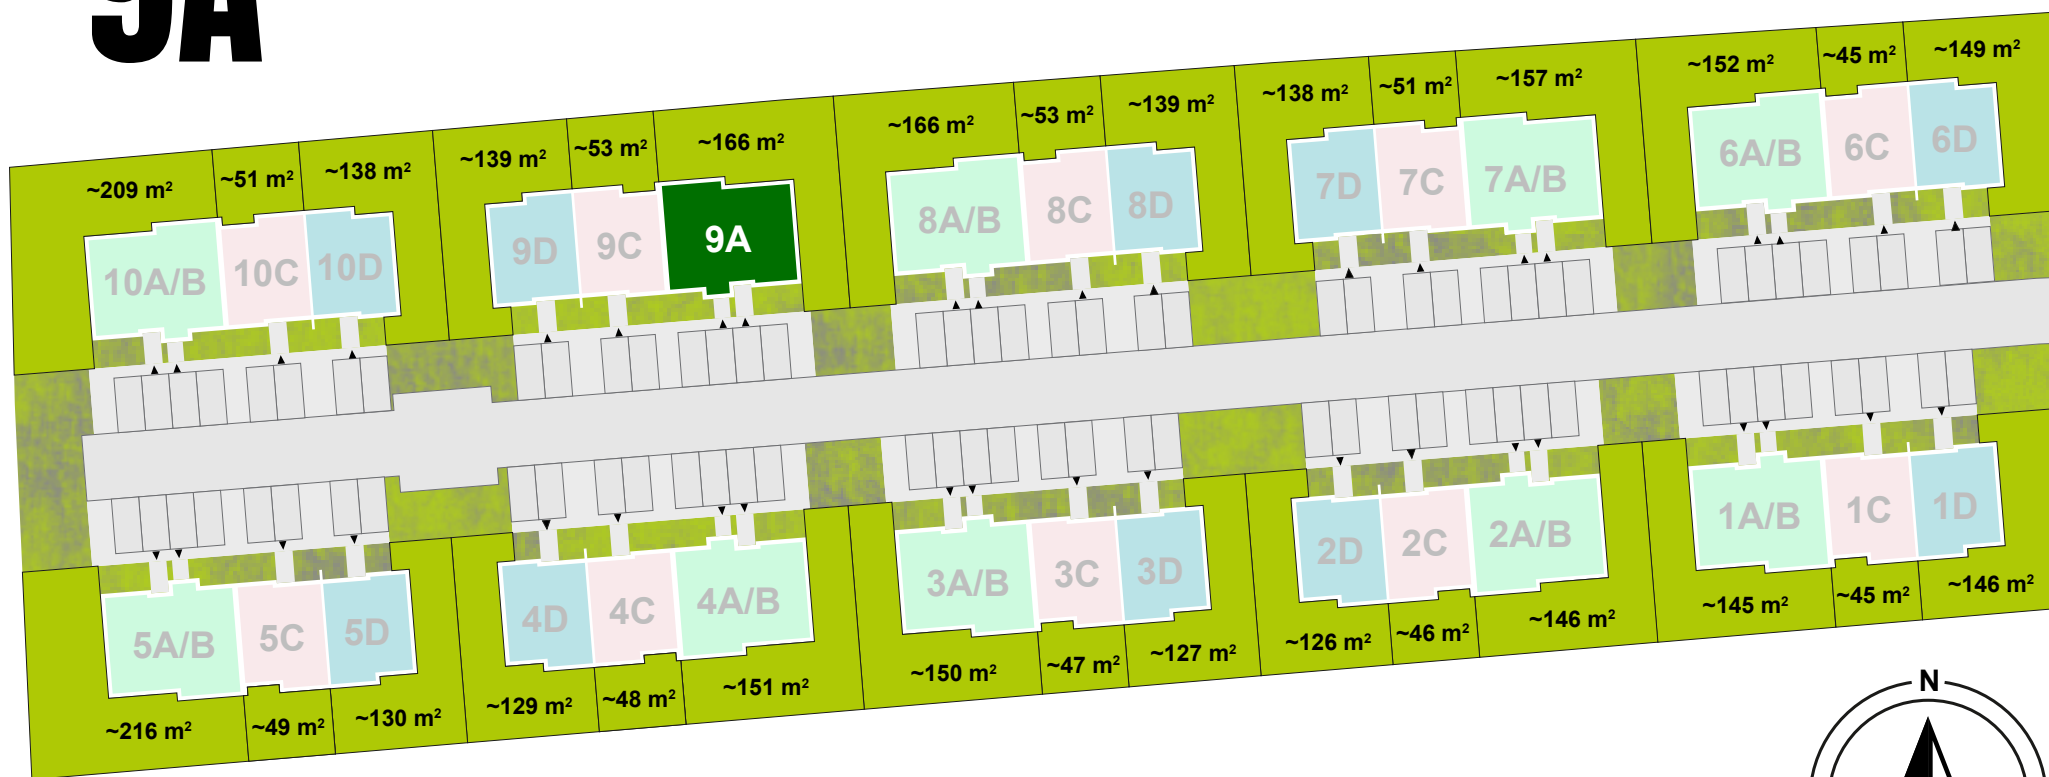 9A
~209 m²
~51 m²
~138 m²
~139 m²
~53 m²
~166 m²
~166 m²
~53 m²
~139 m²
~138 m²
~51 m²
~157 m²
~152 m²
~45 m²
~149 m²
10A/B
10C
10D
9D
9C
9A
8A/B
8C
8D
7D
7C
7A/B
6A/B
6C
6D
5A/B
5C
5D
4D
4C
4A/B
3A/B
3C
3D
2D
2C
2A/B
1A/B
1C
1D
~216 m²
~49 m²
~130 m²
~129 m²
~48 m²
~151 m²
~150 m²
~47 m²
~127 m²
~126 m²
~46 m²
~146 m²
~145 m²
~45 m²
~146 m²
N